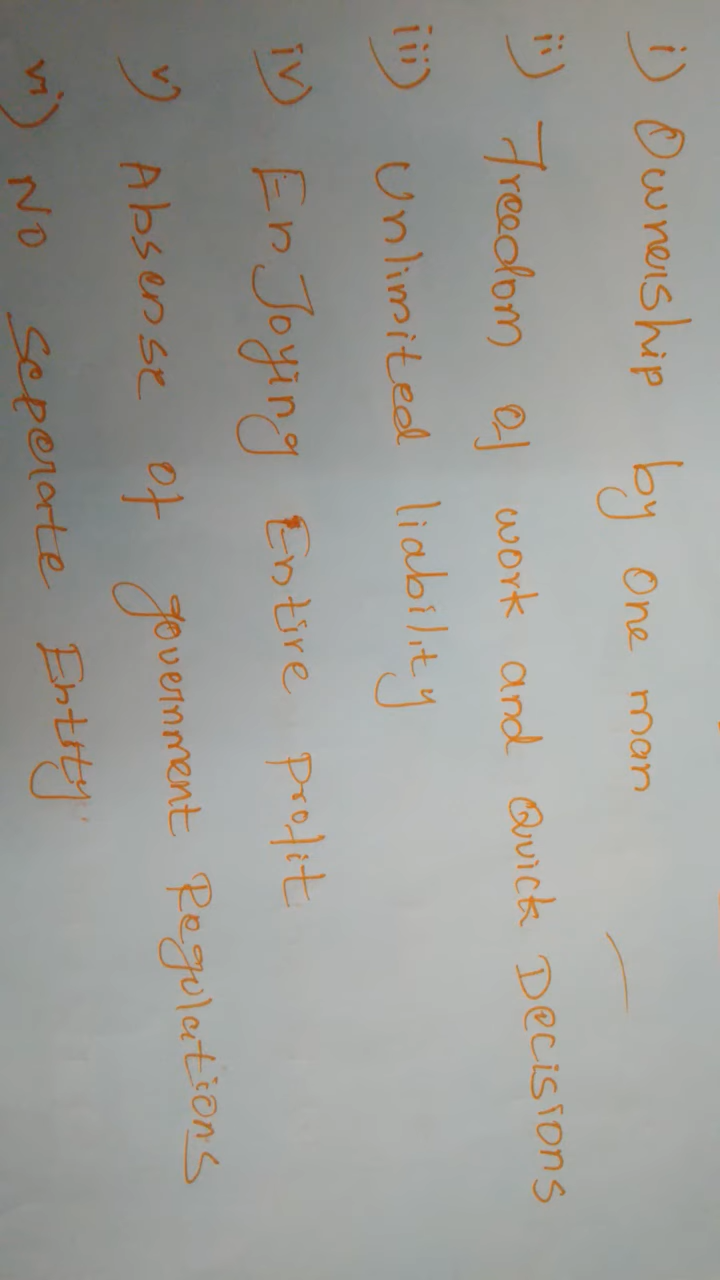 i) Ownership by one man
ii) Freedom of work and Quick Decisions
iii) Unlimited liability
iv) EnJoying Entire profit
v) Absense of government Regulations
vi) No Seperate Entity